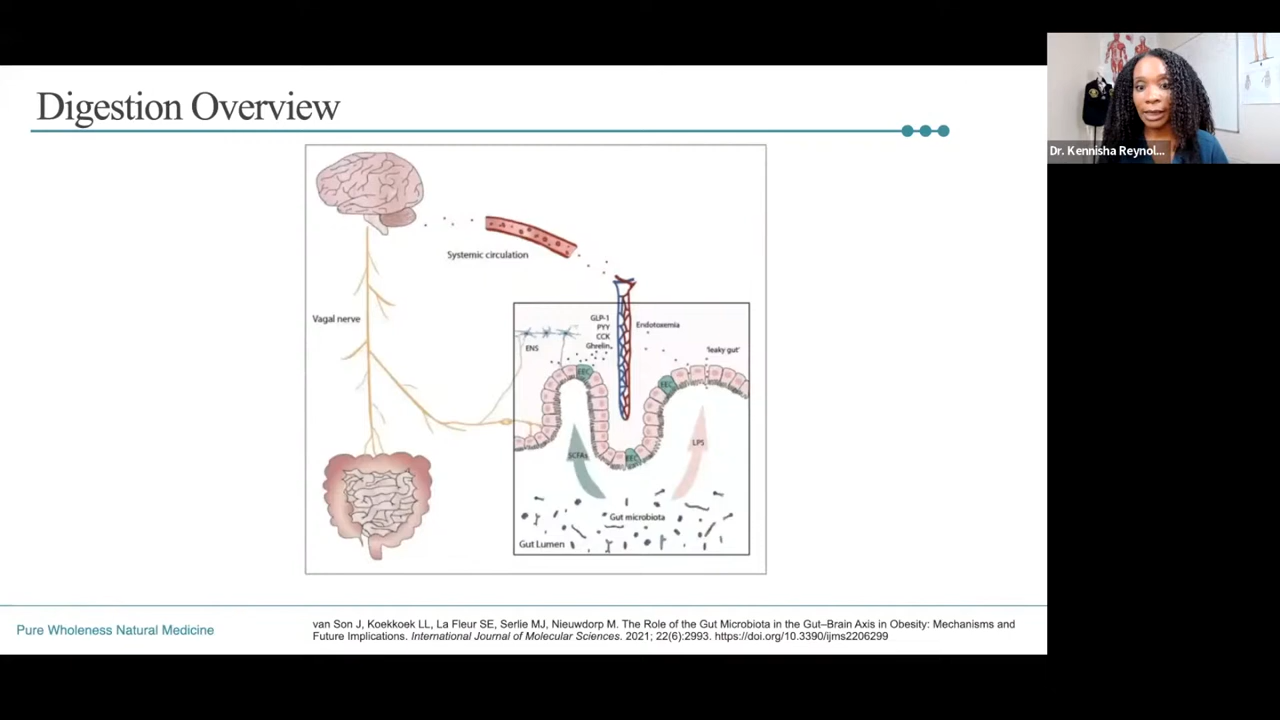 Digestion Overview
Dr. Kennisha Reynol...
Systemic circulation
Vagal nerve
GLP-1
PYY
CCK
Ghrelin
Endotoxemia
ENS
'leaky gut'
EEC
EEC
SCFAs
EEC
LPS
Gut microbiota
Gut Lumen
Pure Wholeness Natural Medicine
van Son J, Koekkoek LL, La Fleur SE, Serlie MJ, Nieuwdorp M. The Role of the Gut Microbiota in the Gut–Brain Axis in Obesity: Mechanisms and
Future Implications. International Journal of Molecular Sciences. 2021; 22(6):2993. https://doi.org/10.3390/ijms2206299